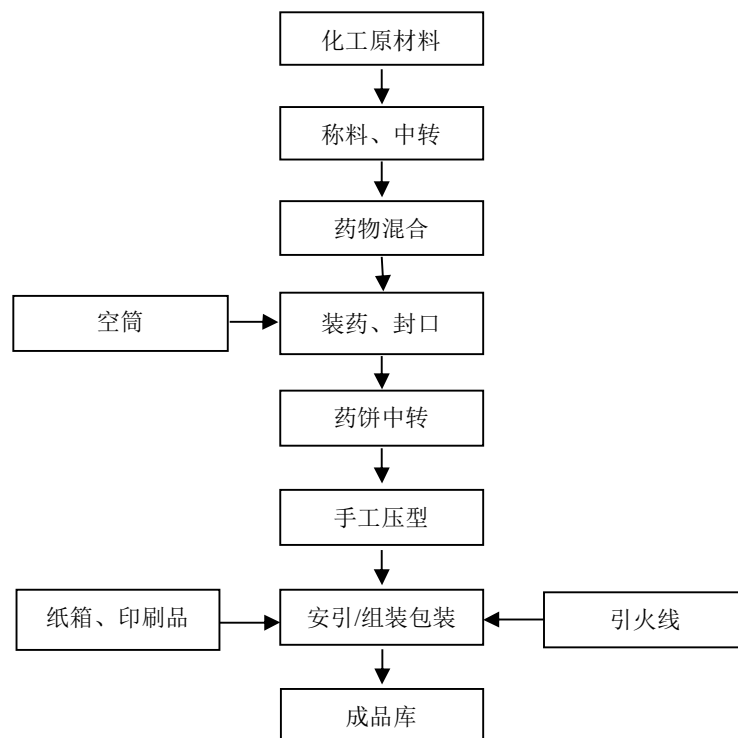 化工原材料
称料、中转
药物混合
空筒
装药、封口
药饼中转
手工压型
纸箱、印刷品
安引/组装包装
引火线
成品库